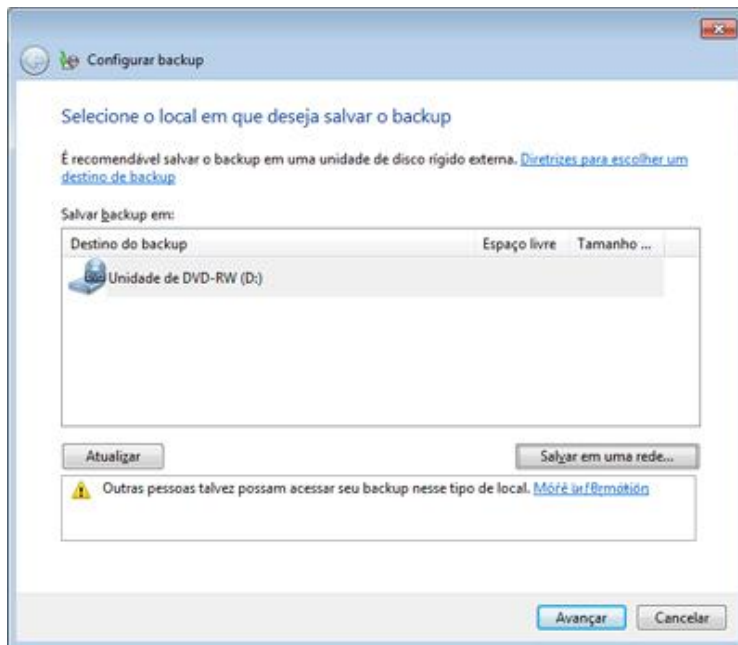 Configurar backup
Selecione o local em que deseja salvar o backup
É recomendável salvar o backup em uma unidade de disco rígido externa. Diretrizes para escolher um
destino de backup
Salvar backup em:
Destino do backup Espaço livre Tamanho ...
Unidade de DVD-RW (D:)
Atualizar Salvar em uma rede...
Outras pessoas talvez possam acessar seu backup nesse tipo de local.
Avançar Cancelar